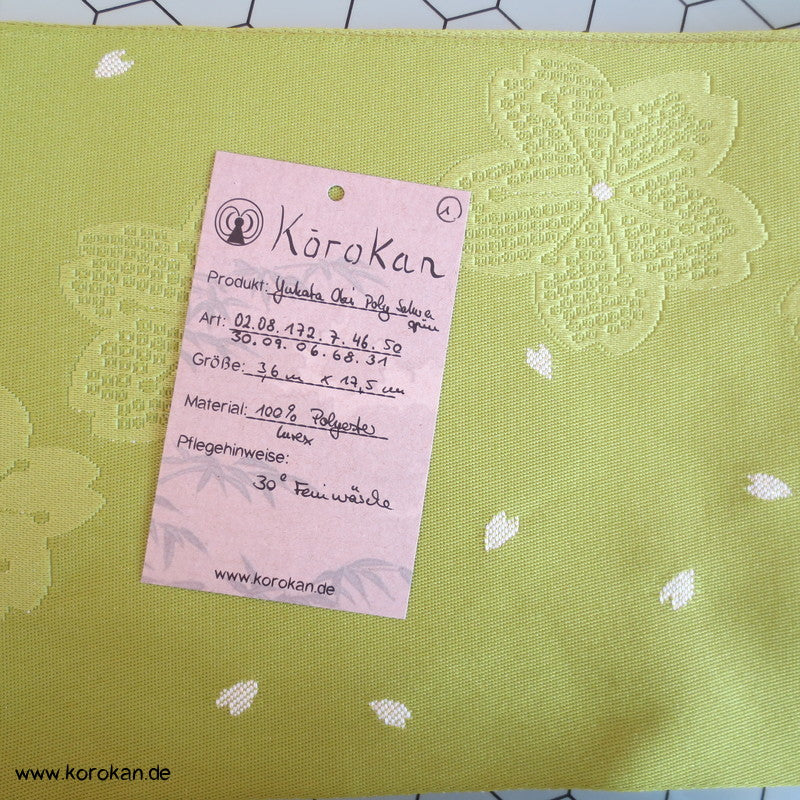 1
Kōrokan
Produkt: Yukata Obi Poly Sakura
grün
Art: 02.08.172.7.46.50
30.09.06.68.31
Größe: 3,6 m x 17,5 cm
Material: 100% Polyester
Lurex
Pflegehinweise:
30° Feinwäsche
www.korokan.de
www.korokan.de